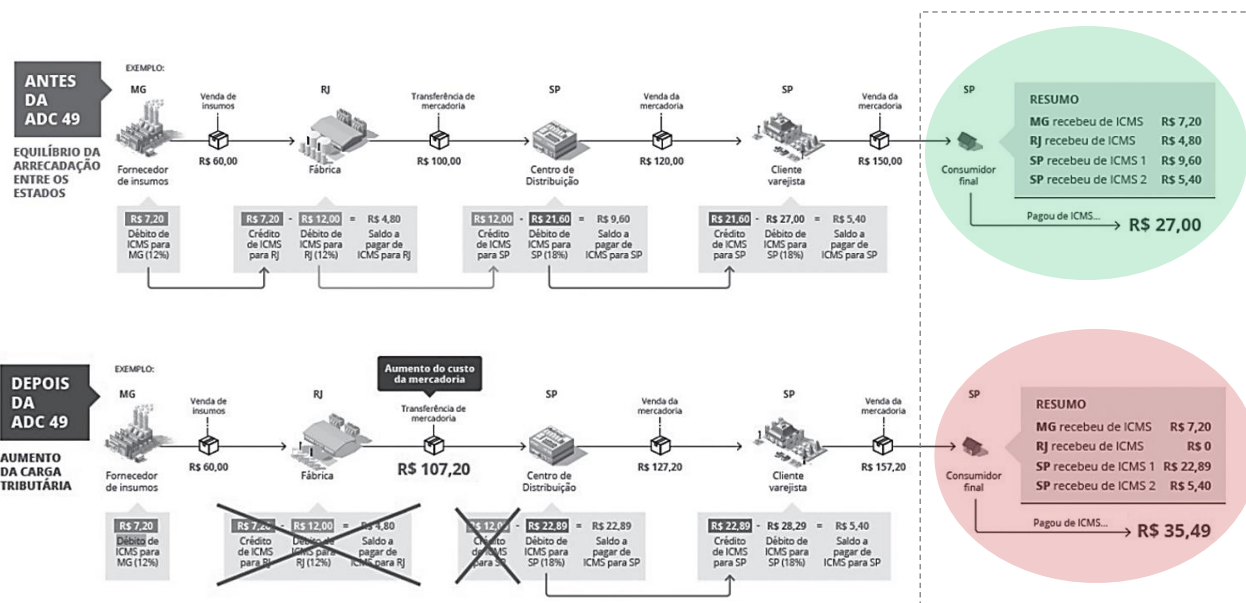 EXEMPLO:
ANTES
DA
ADC 49
EQUILÍBRIO DA
ARRECADAÇÃO
ENTRE OS
ESTADOS
MG
RJ
SP
SP
SP
Venda de
insumos
Transferência de
mercadoria
Venda da
mercadoria
Venda da
mercadoria
R$ 60,00
R$ 100,00
R$ 120,00
R$ 150,00
Fornecedor
de insumos
Fábrica
Centro de
Distribuição
Cliente
varejista
Consumidor
final
R$ 7,20
Débito de
ICMS para
MG (12%)
R$ 7,20 - R$ 12,00 = R$ 4,80
Crédito
de ICMS
para RJ
Débito de
ICMS para
RJ (12%)
Saldo a
pagar de
ICMS para RJ
R$ 12,00 - R$ 21,60 = R$ 9,60
Crédito
de ICMS
para SP
Débito de
ICMS para
SP (18%)
Saldo a
pagar de
ICMS para SP
R$ 21,60 - R$ 27,00 = R$ 5,40
Crédito
de ICMS
para SP
Débito de
ICMS para
SP (18%)
Saldo a
pagar de
ICMS para SP
RESUMO
MG recebeu de ICMS R$ 7,20
RJ recebeu de ICMS R$ 4,80
SP recebeu de ICMS 1 R$ 9,60
SP recebeu de ICMS 2 R$ 5,40
Pagou de ICMS...
R$ 27,00
EXEMPLO:
DEPOIS
DA
ADC 49
AUMENTO
DA CARGA
TRIBUTÁRIA
MG
RJ
SP
SP
SP
Venda de
insumos
Aumento do custo
da mercadoria
Transferência de
mercadoria
Venda da
mercadoria
Venda da
mercadoria
R$ 60,00
R$ 107,20
R$ 127,20
R$ 157,20
Fornecedor
de insumos
Fábrica
Centro de
Distribuição
Cliente
varejista
Consumidor
final
R$ 7,20
Débito de
ICMS para
MG (12%)
R$ 7,20 - R$ 12,00 = R$ 4,80
Crédito
de ICMS
para RJ
Débito de
ICMS para
RJ (12%)
Saldo a
pagar de
ICMS para RJ
R$ 12,00 - R$ 22,89 = R$ 22,89
Crédito
de ICMS
para SP
Débito de
ICMS para
SP (18%)
Saldo a
pagar de
ICMS para SP
R$ 22,89 - R$ 28,29 = R$ 5,40
Crédito
de ICMS
para SP
Débito de
ICMS para
SP (18%)
Saldo a
pagar de
ICMS para SP
RESUMO
MG recebeu de ICMS R$ 7,20
RJ recebeu de ICMS R$ 0
SP recebeu de ICMS 1 R$ 22,89
SP recebeu de ICMS 2 R$ 5,40
Pagou de ICMS...
R$ 35,49